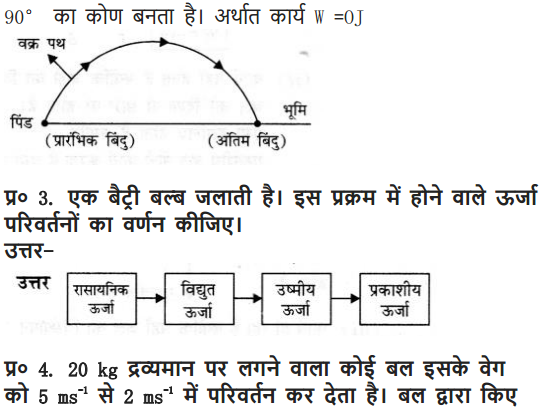 90° का कोण बनता है। अर्थात कार्य W =0J
वक्र पथ
पिंड
भूमि
(प्रारंभिक बिंदु)
(अंतिम बिंदु)
प्र० 3. एक बैट्री बल्ब जलाती है। इस प्रक्रम में होने वाले ऊर्जा
परिवर्तनों का वर्णन कीजिए।
उत्तर-
उत्तर
रासायनिक
ऊर्जा
विद्युत
ऊर्जा
उष्मीय
ऊर्जा
प्रकाशीय
ऊर्जा
प्र० 4. 20 kg द्रव्यमान पर लगने वाला कोई बल इसके वेग
को 5 ms⁻¹ से 2 ms⁻¹ में परिवर्तन कर देता है। बल द्वारा किए